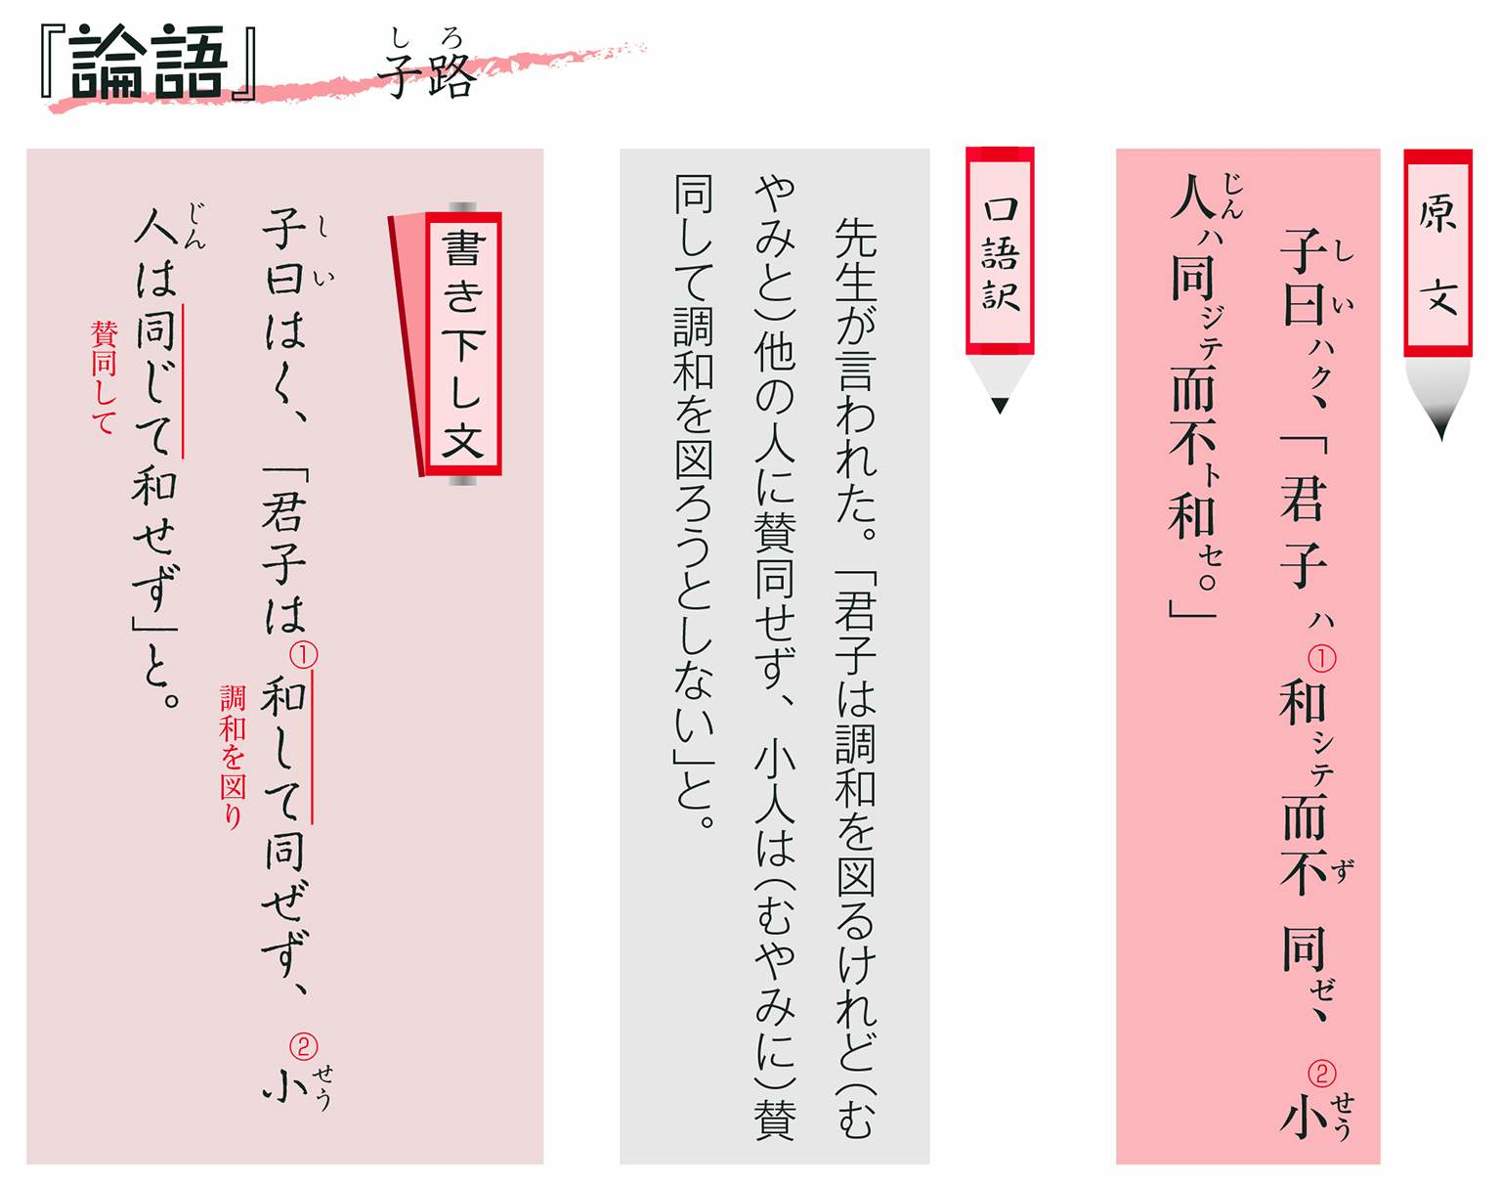 『論語』
しろ
子路
原文
しい
子曰ハク、「君子ハ①和シテ而不同ゼ、②小
ず
せう
じん
人ハ同ジテ而不ト和セ。」
口語訳
先生が言われた。「君子は調和を図るけれど(む
やみと)他の人に賛同せず、小人は(むやみに)賛
同して調和を図ろうとしない」と。
書き下し文
しい
子曰はく、「君子は①和して同ぜず、②小
せう
調和を図り
じん
人は同じて和せず」と。
賛同して